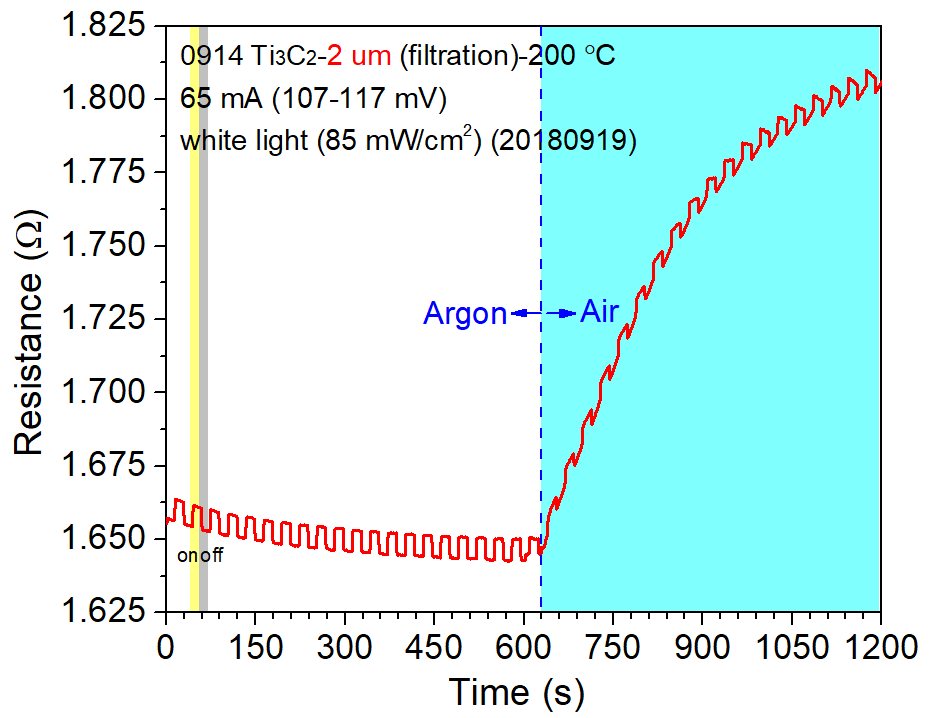 0914 Ti3C2-2 um (filtration)-200 °C
65 mA (107-117 mV)
white light (85 mW/cm²) (20180919)
Argon
Air
onoff
Resistance (Ω)
1.825
1.800
1.775
1.750
1.725
1.700
1.675
1.650
1.625
0 150 300 450 600 750 900 1050 1200
Time (s)